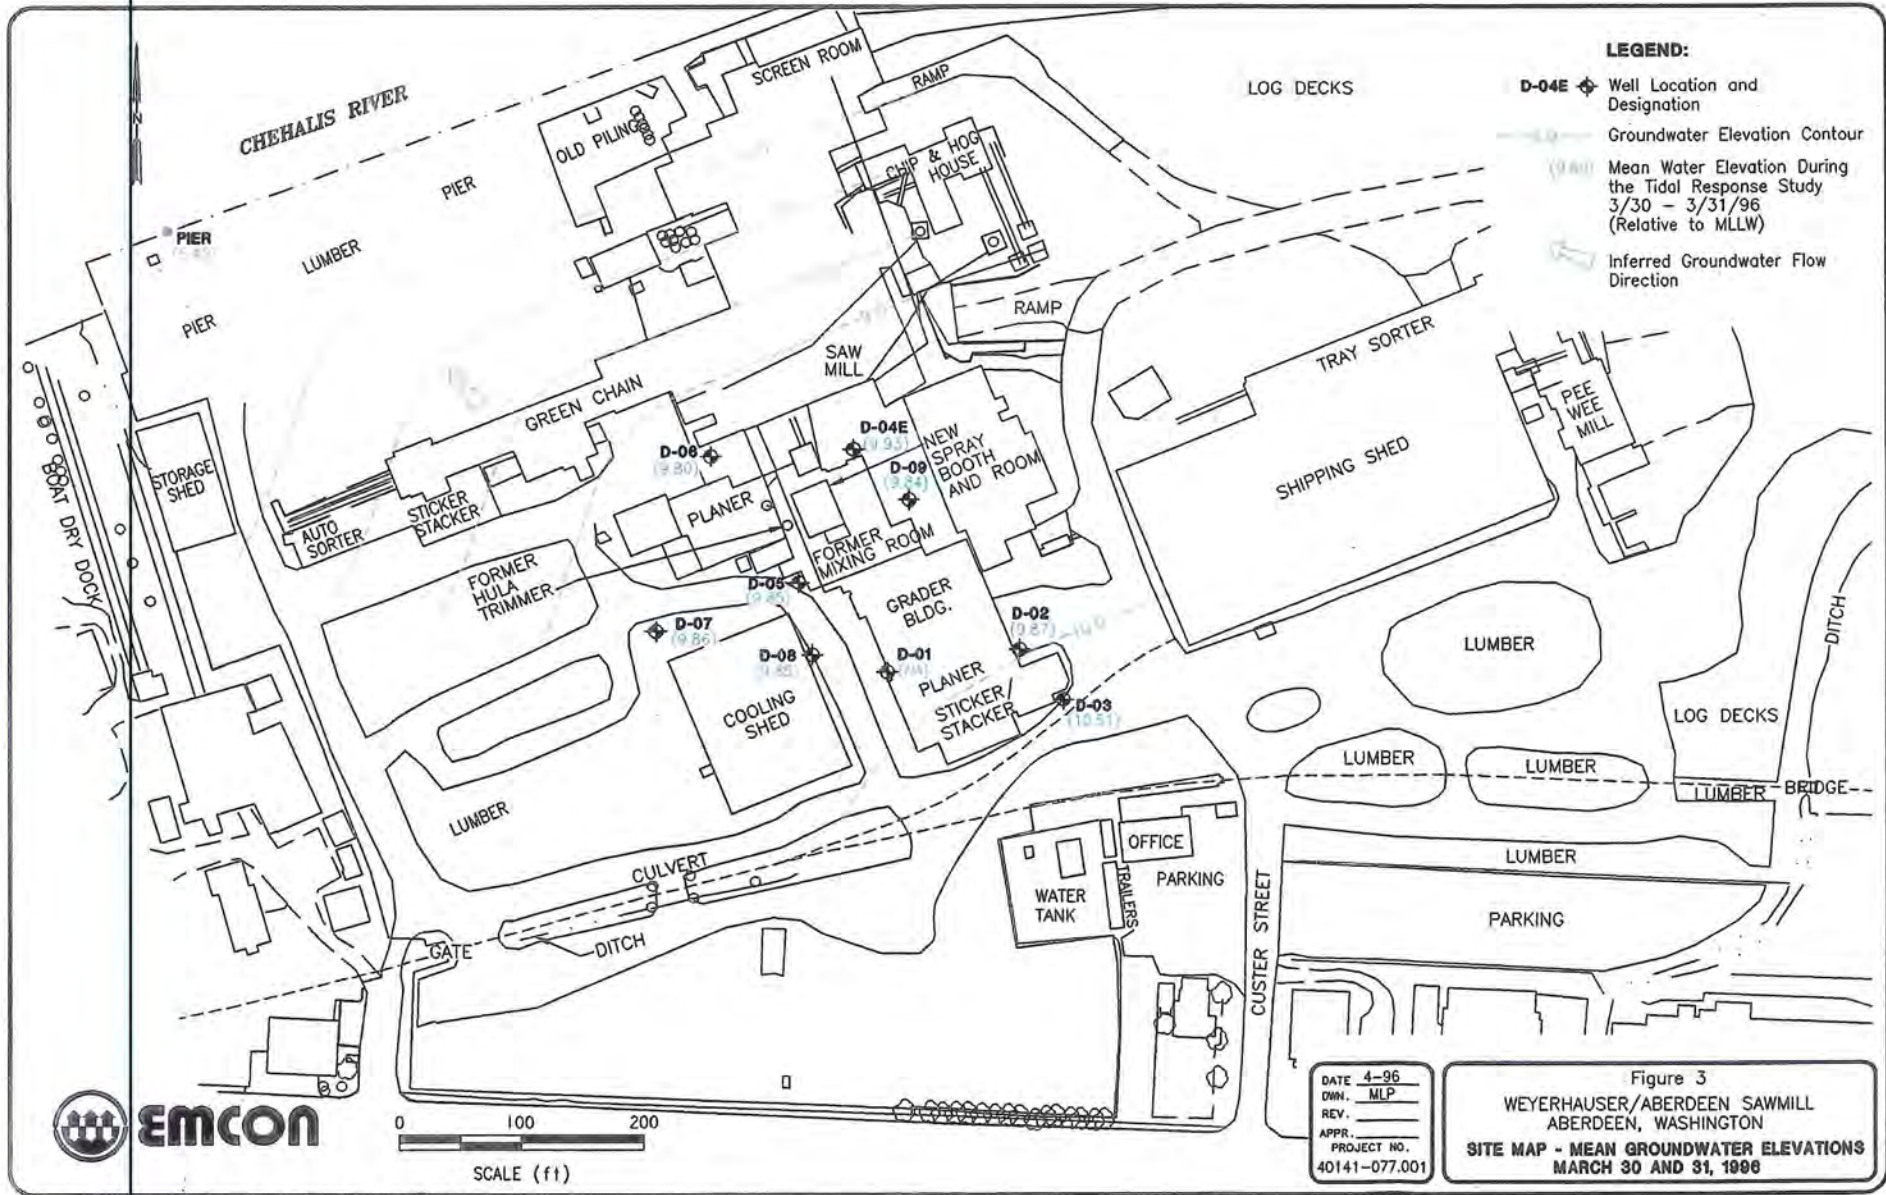 LEGEND:
D-04E Well Location and
Designation
Groundwater Elevation Contour
Mean Water Elevation During
the Tidal Response Study
3/30 - 3/31/96
(Relative to MLLW)
Inferred Groundwater Flow
Direction
N
CHEHALIS RIVER
PIER
LUMBER
PIER
PIER
OLD PILING
SCREEN ROOM
RAMP
LOG DECKS
CHIP & HOG
HOUSE
RAMP
SAW
MILL
TRAY SORTER
PEE
WEE
MILL
SHIPPING SHED
GREEN CHAIN
STORAGE
SHED
BOAT DRY DOCK
AUTO
SORTER
STICKER
STACKER
FORMER
HULA
TRIMMER
D-06
(9.80)
PLANER
D-04E
(9.93)
D-09
(9.84)
NEW
SPRAY
BOOTH
AND ROOM
FORMER
MIXING ROOM
D-05
(9.85)
GRADER
BLDG.
D-07
(9.86)
D-08
(9.85)
D-01
(NA)
D-02
(9.87)
D-03
(10.51)
PLANER
STICKER/
STACKER
COOLING
SHED
LUMBER
LUMBER
LOG DECKS
DITCH
LUMBER
LUMBER
LUMBER
BRIDGE
LUMBER
PARKING
CULVERT
DITCH
GATE
OFFICE
WATER
TANK
TRAILERS
PARKING
CUSTER STREET
EMCON
0 100 200
SCALE (ft)
DATE 4-96
DWN. MLP
REV.
APPR.
PROJECT NO.
40141-077.001
Figure 3
WEYERHAUSER/ABERDEEN SAWMILL
ABERDEEN, WASHINGTON
SITE MAP - MEAN GROUNDWATER ELEVATIONS
MARCH 30 AND 31, 1996